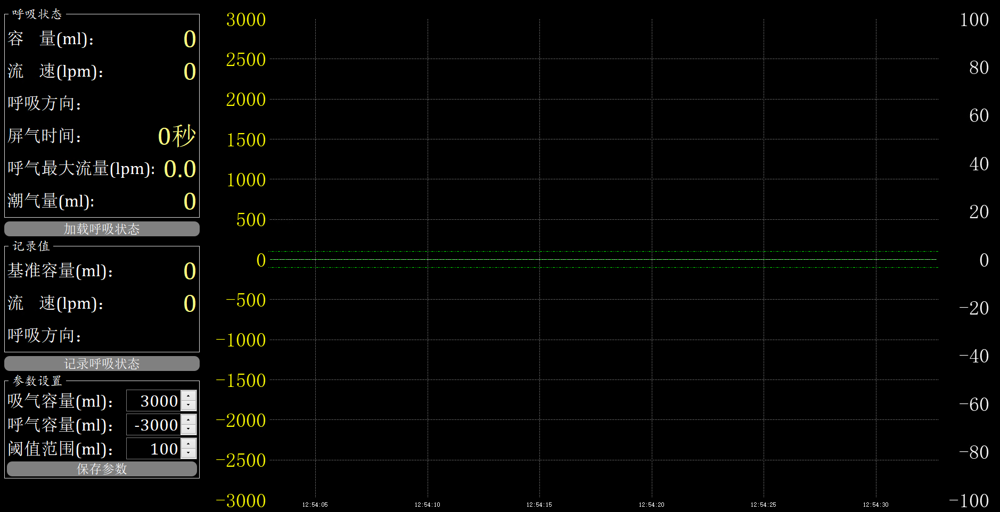 呼吸状态
容 量(ml): 0
流 速(lpm): 0
呼吸方向:
屏气时间: 0秒
呼气最大流量(lpm): 0.0
潮气量(ml): 0
加载呼吸状态
记录值
基准容量(ml): 0
流 速(lpm): 0
呼吸方向:
记录呼吸状态
参数设置
吸气容量(ml): 3000
呼气容量(ml): -3000
阈值范围(ml): 100
保存参数
3000
2500
2000
1500
1000
500
0
-500
-1000
-1500
-2000
-2500
-3000
12:54:05 12:54:10 12:54:15 12:54:20 12:54:25 12:54:30
100
80
60
40
20
0
-20
-40
-60
-80
-100